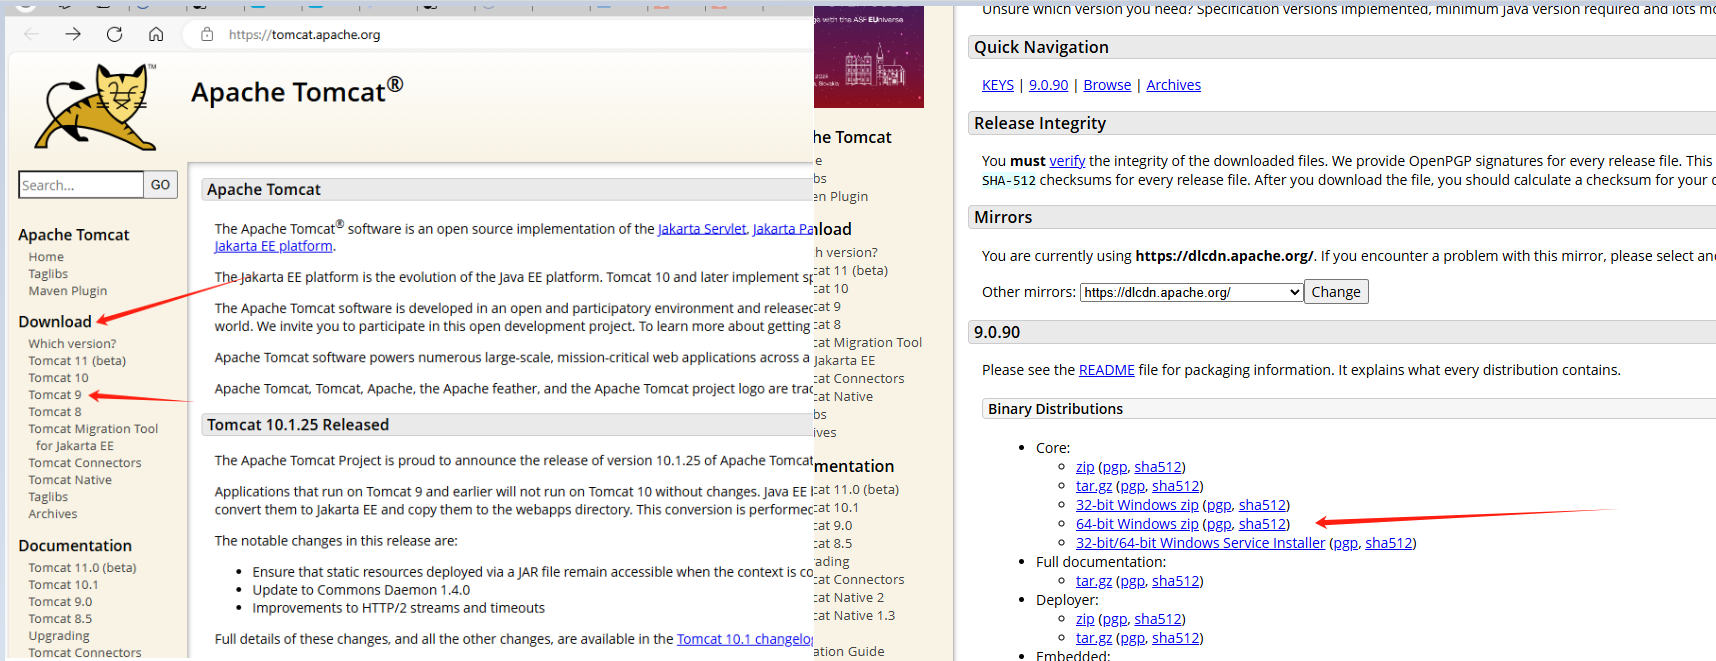 https://tomcat.apache.org
TM
Apache Tomcat®
Search...
GO
Apache Tomcat
Home
Taglibs
Maven Plugin
Download
Which version?
Tomcat 11 (beta)
Tomcat 10
Tomcat 9
Tomcat 8
Tomcat Migration Tool
for Jakarta EE
Tomcat Connectors
Tomcat Native
Taglibs
Archives
Documentation
Tomcat 11.0 (beta)
Tomcat 10.1
Tomcat 9.0
Tomcat 8.5
Upgrading
Tomcat Connectors
Apache Tomcat
The Apache Tomcat® software is an open source implementation of the Jakarta Servlet, Jakarta Pa
Jakarta EE platform.
The Jakarta EE platform is the evolution of the Java EE platform. Tomcat 10 and later implement sp
The Apache Tomcat software is developed in an open and participatory environment and released
world. We invite you to participate in this open development project. To learn more about getting
Apache Tomcat software powers numerous large-scale, mission-critical web applications across a
Apache Tomcat, Tomcat, Apache, the Apache feather, and the Apache Tomcat project logo are trad
Tomcat 10.1.25 Released
The Apache Tomcat Project is proud to announce the release of version 10.1.25 of Apache Tomcat
Applications that run on Tomcat 9 and earlier will not run on Tomcat 10 without changes. Java EE
convert them to Jakarta EE and copy them to the webapps directory. This conversion is performed
The notable changes in this release are:
Ensure that static resources deployed via a JAR file remain accessible when the context is co
Update to Commons Daemon 1.4.0
Improvements to HTTP/2 streams and timeouts
Full details of these changes, and all the other changes, are available in the Tomcat 10.1 changelo
ge with the ASF EUniverse
2024
a, Slovakia
he Tomcat
e
bs
en Plugin
nload
h version?
cat 11 (beta)
cat 10
cat 9
cat 8
cat Migration Tool
Jakarta EE
cat Connectors
cat Native
bs
ives
mentation
cat 11.0 (beta)
cat 10.1
cat 9.0
cat 8.5
ading
cat Connectors
cat Native 2
cat Native 1.3
ation Guide
Unsure which version you need? Specification versions implemented, minimum Java version required and lots mo
Quick Navigation
KEYS | 9.0.90 | Browse | Archives
Release Integrity
You must verify the integrity of the downloaded files. We provide OpenPGP signatures for every release file. This
SHA-512 checksums for every release file. After you download the file, you should calculate a checksum for your d
Mirrors
You are currently using https://dlcdn.apache.org/. If you encounter a problem with this mirror, please select an
Other mirrors: https://dlcdn.apache.org/ Change
9.0.90
Please see the README file for packaging information. It explains what every distribution contains.
Binary Distributions
Core:
zip (pgp, sha512)
tar.gz (pgp, sha512)
32-bit Windows zip (pgp, sha512)
64-bit Windows zip (pgp, sha512)
32-bit/64-bit Windows Service Installer (pgp, sha512)
Full documentation:
tar.gz (pgp, sha512)
Deployer:
zip (pgp, sha512)
tar.gz (pgp, sha512)
Embedded: